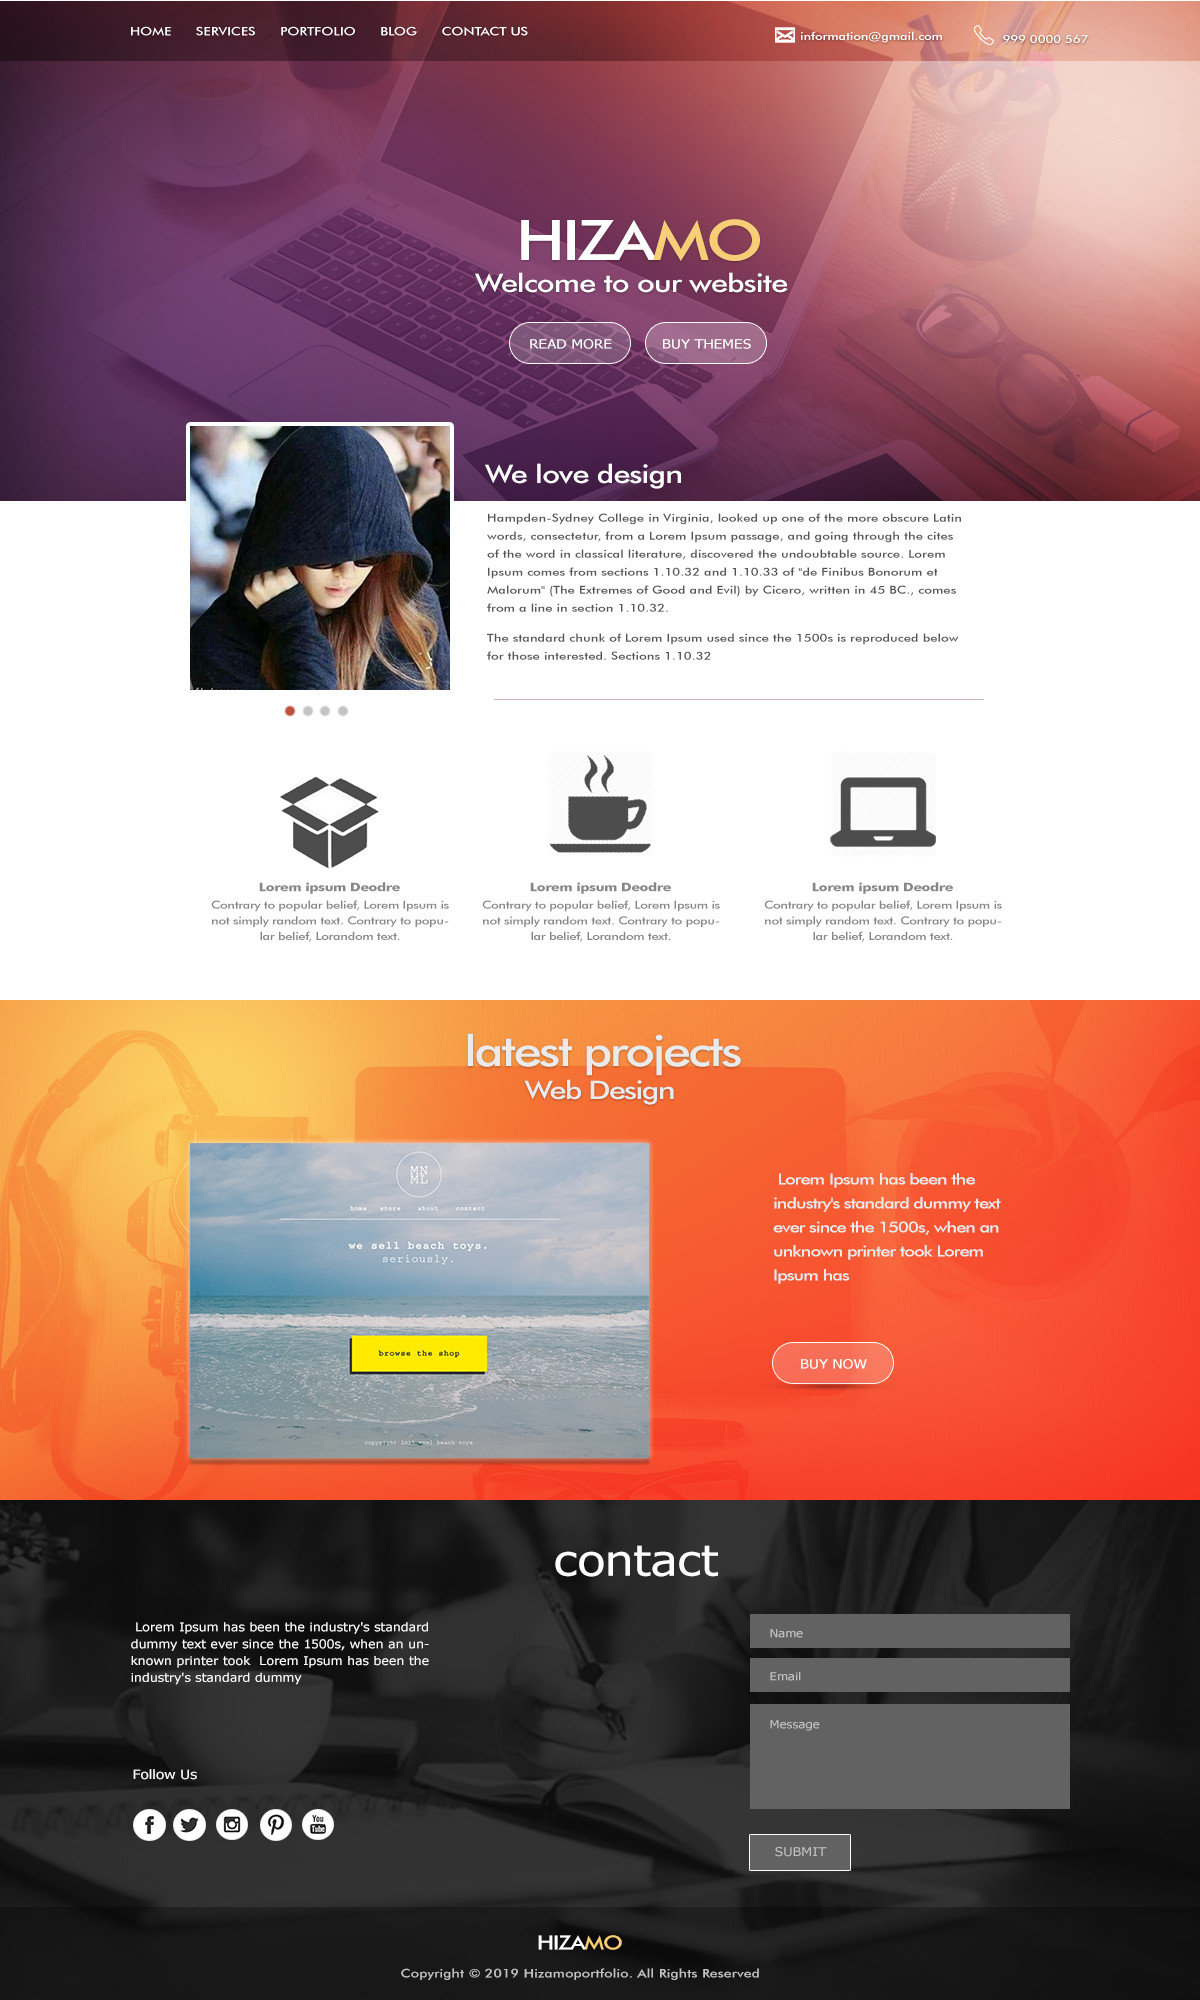 HOME SERVICES PORTFOLIO BLOG CONTACT US information@gmail.com 999 0000 567
HIZAMO
Welcome to our website
READ MORE BUY THEMES
We love design
Hampden-Sydney College in Virginia, looked up one of the more obscure Latin
words, consectetur, from a Lorem Ipsum passage, and going through the cites
of the word in classical literature, discovered the undoubtable source. Lorem
Ipsum comes from sections 1.10.32 and 1.10.33 of "de Finibus Bonorum et
Malorum" (The Extremes of Good and Evil) by Cicero, written in 45 BC., comes
from a line in section 1.10.32.
The standard chunk of Lorem Ipsum used since the 1500s is reproduced below
for those interested. Sections 1.10.32
Lorem ipsum Deodre
Contrary to popular belief, Lorem Ipsum is
not simply random text. Contrary to popu-
lar belief, Lorandom text.
Lorem ipsum Deodre
Contrary to popular belief, Lorem Ipsum is
not simply random text. Contrary to popu-
lar belief, Lorandom text.
Lorem ipsum Deodre
Contrary to popular belief, Lorem Ipsum is
not simply random text. Contrary to popu-
lar belief, Lorandom text.
latest projects
Web Design
MN
ML
home store about contact
we sell beach toys.
seriously.
browse the shop
copyright beach toys
Lorem Ipsum has been the
industry's standard dummy text
ever since the 1500s, when an
unknown printer took Lorem
Ipsum has
BUY NOW
contact
Lorem Ipsum has been the industry's standard
dummy text ever since the 1500s, when an un-
known printer took Lorem Ipsum has been the
industry's standard dummy
Follow Us
You
Tube
Name
Email
Message
SUBMIT
HIZAMO
Copyright © 2019 Hizamoportfolio. All Rights Reserved